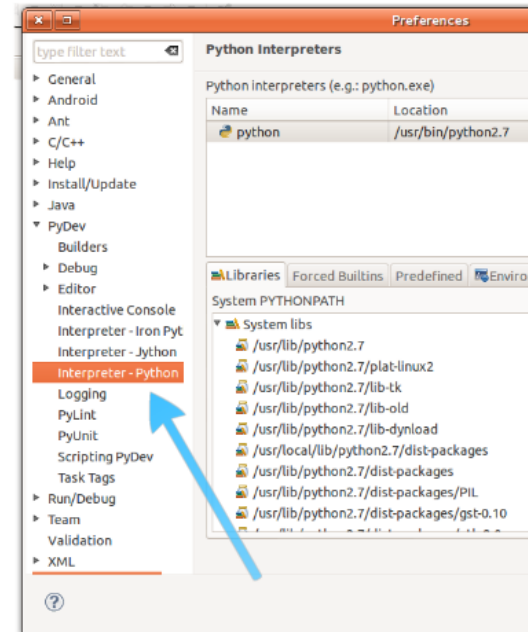 Preferences
type filter text
General
Android
Ant
C/C++
Help
Install/Update
Java
PyDev
Builders
Debug
Editor
Interactive Console
Interpreter - Iron Pyt
Interpreter - Jython
Interpreter - Python
Logging
PyLint
PyUnit
Scripting PyDev
Task Tags
Run/Debug
Team
Validation
XML
Python Interpreters
Python interpreters (e.g.: python.exe)
Name Location
python /usr/bin/python2.7
Libraries Forced Builtins Predefined Enviro
System PYTHONPATH
System libs
/usr/lib/python2.7
/usr/lib/python2.7/plat-linux2
/usr/lib/python2.7/lib-tk
/usr/lib/python2.7/lib-old
/usr/lib/python2.7/lib-dynload
/usr/local/lib/python2.7/dist-packages
/usr/lib/python2.7/dist-packages
/usr/lib/python2.7/dist-packages/PIL
/usr/lib/python2.7/dist-packages/gst-0.10